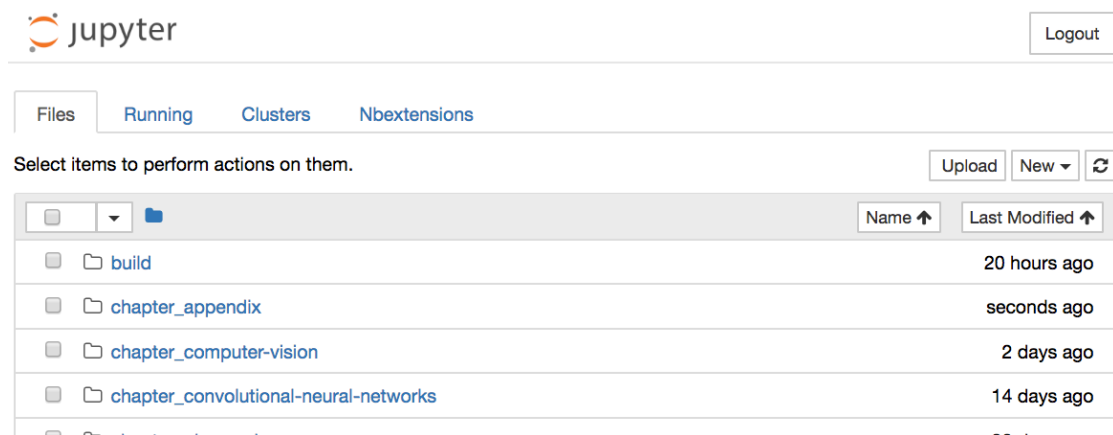 jupyter
Logout
Files Running Clusters Nbextensions
Select items to perform actions on them.
Upload New
Name Last Modified
build 20 hours ago
chapter_appendix seconds ago
chapter_computer-vision 2 days ago
chapter_convolutional-neural-networks 14 days ago